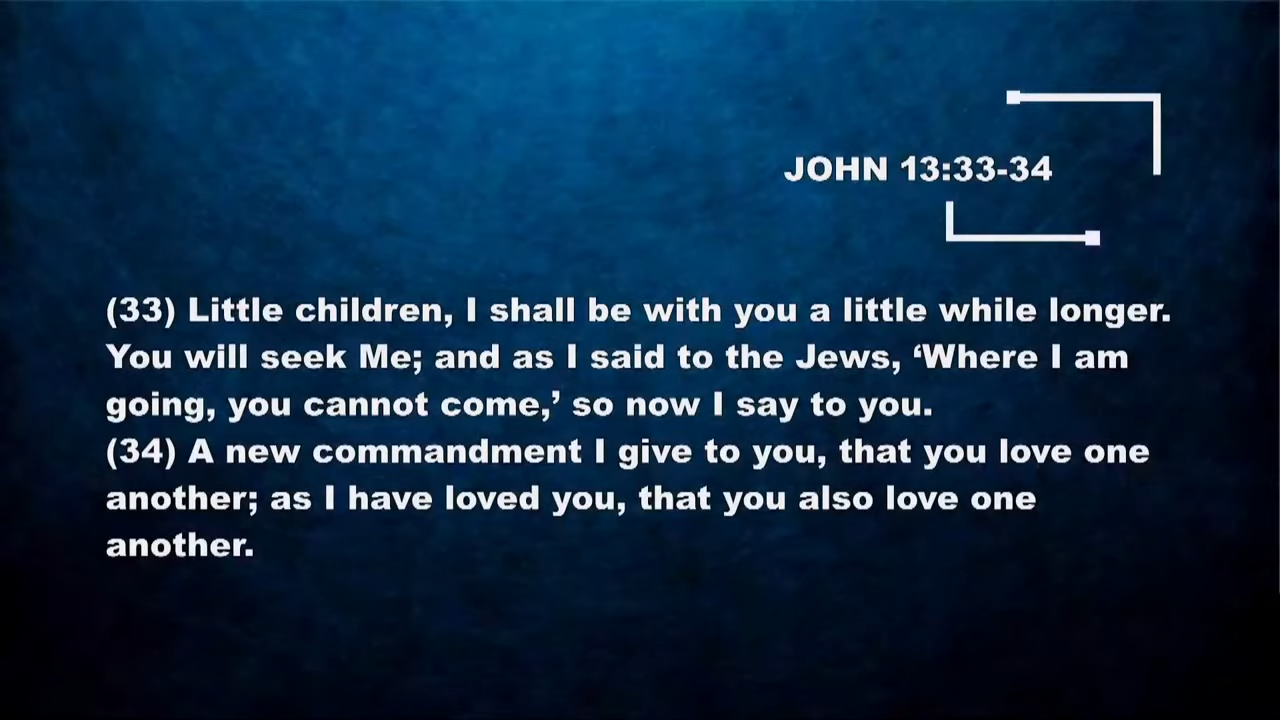 JOHN 13:33-34
(33) Little children, I shall be with you a little while longer.
You will seek Me; and as I said to the Jews, ‘Where I am
going, you cannot come,’ so now I say to you.
(34) A new commandment I give to you, that you love one
another; as I have loved you, that you also love one
another.